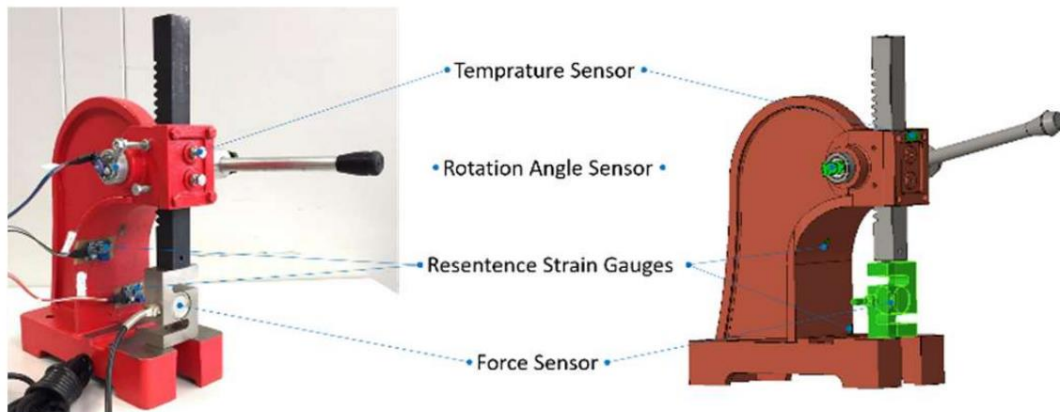 Temprature Sensor
Rotation Angle Sensor
Resentence Strain Gauges
Force Sensor